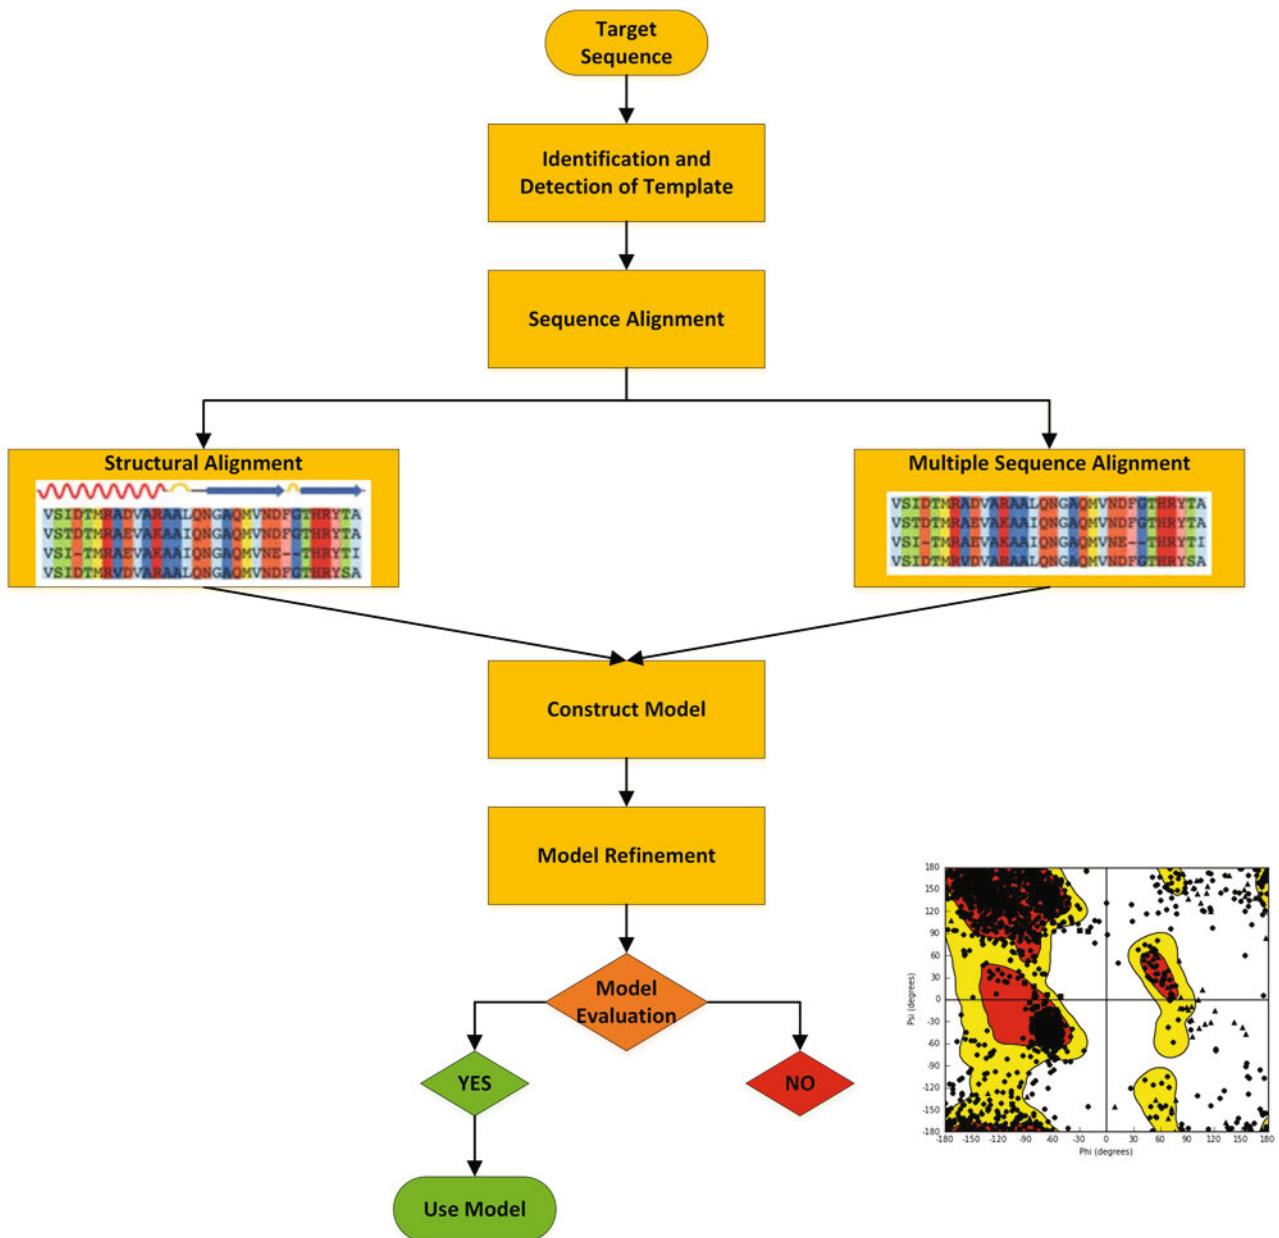 Target
Sequence
Identification and
Detection of Template
Sequence Alignment
Structural Alignment
VSIDTMRADVARAALQNGAQMVNDFGTHRYTA
VSTDTMRAEVAKAAIQNGAQMVNDFGTHRYTA
VSI-TMRAEVAKAAIQNGAQMVNE--THRYTI
VSIDTMRVDVARAALQNGAQMVNDFGTHRYSA
Multiple Sequence Alignment
VSIDTMRADVARAALQNGAQMVNDFGTHRYTA
VSTDTMRAEVAKAAIQNGAQMVNDFGTHRYTA
VSI-TMRAEVAKAAIQNGAQMVNE--THRYTI
VSIDTMRVDVARAALQNGAQMVNDFGTHRYSA
Construct Model
Model Refinement
Model
Evaluation
YES
NO
Use Model
180
150
120
90
60
30
0
-30
-60
-90
-120
-150
-180
Psi (degrees)
-180 -150 -120 -90 -60 -30 0 30 60 90 120 150 180
Phi (degrees)